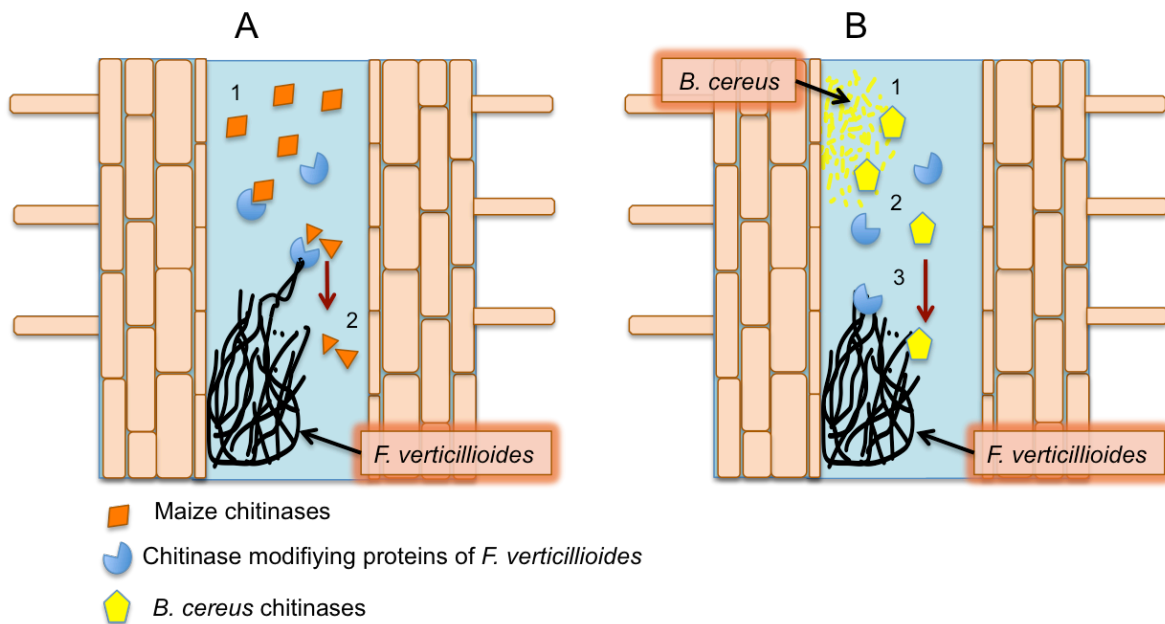 A
B
1
2
F. verticillioides
B. cereus
1
2
3
F. verticillioides
Maize chitinases
Chitinase modifiying proteins of F. verticillioides
B. cereus chitinases